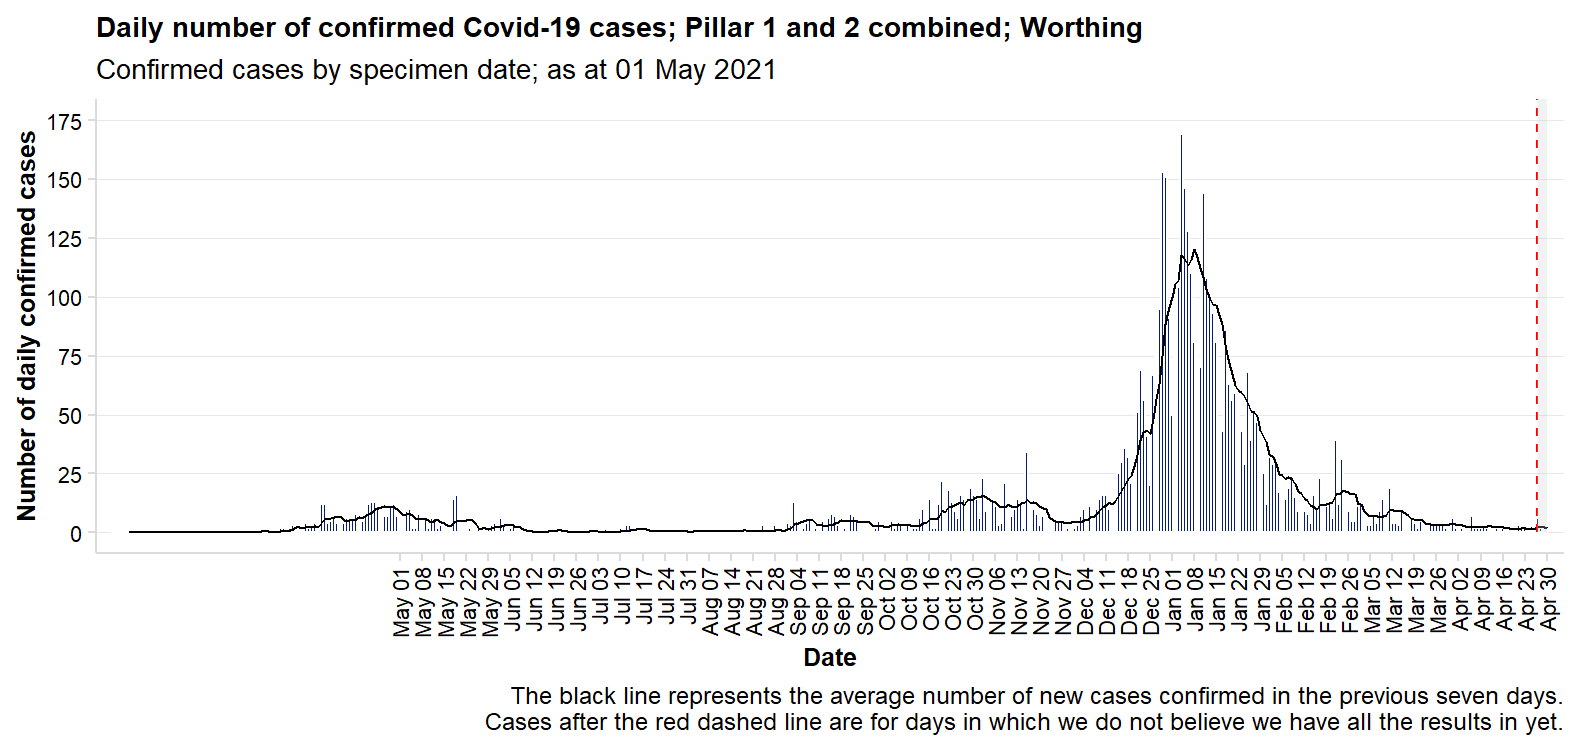 Daily number of confirmed Covid-19 cases; Pillar 1 and 2 combined; Worthing
Confirmed cases by specimen date; as at 01 May 2021
Number of daily confirmed cases
175
150
125
100
75
50
25
0
May 01
May 08
May 15
May 22
May 29
Jun 05
Jun 12
Jun 19
Jun 26
Jul 03
Jul 10
Jul 17
Jul 24
Jul 31
Aug 07
Aug 14
Aug 21
Aug 28
Sep 04
Sep 11
Sep 18
Sep 25
Oct 02
Oct 09
Oct 16
Oct 23
Oct 30
Nov 06
Nov 13
Nov 20
Nov 27
Dec 04
Dec 11
Dec 18
Dec 25
Jan 01
Jan 08
Jan 15
Jan 22
Jan 29
Feb 05
Feb 12
Feb 19
Feb 26
Mar 05
Mar 12
Mar 19
Mar 26
Apr 02
Apr 09
Apr 16
Apr 23
Apr 30
Date
The black line represents the average number of new cases confirmed in the previous seven days.
Cases after the red dashed line are for days in which we do not believe we have all the results in yet.